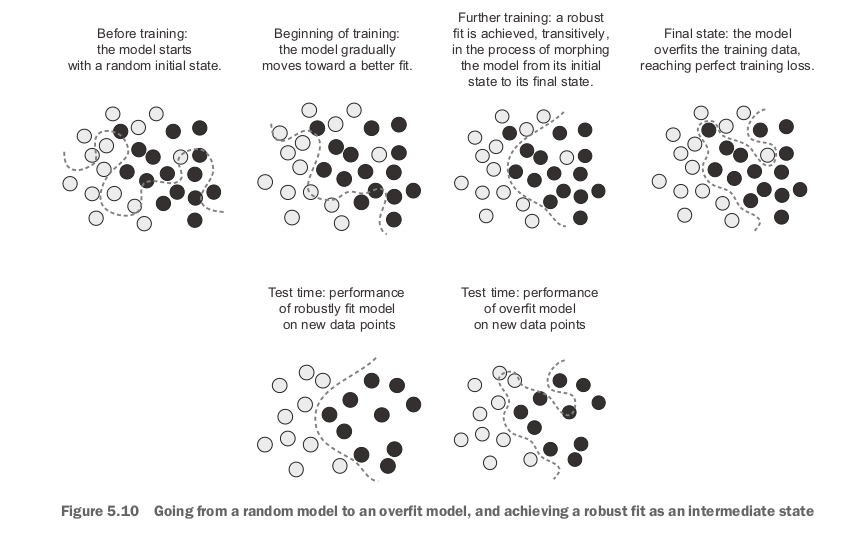 Before training:
the model starts
with a random initial state.
Beginning of training:
the model gradually
moves toward a better fit.
Further training: a robust
fit is achieved, transitively,
in the process of morphing
the model from its initial
state to its final state.
Final state: the model
overfits the training data,
reaching perfect training loss.
Test time: performance
of robustly fit model
on new data points
Test time: performance
of overfit model
on new data points
Figure 5.10 Going from a random model to an overfit model, and achieving a robust fit as an intermediate state